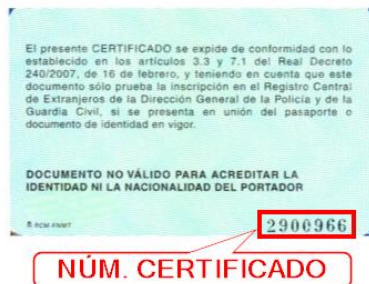 El presente CERTIFICADO se expide de conformidad con lo
establecido en los artículos 3.3 y 7.1 del Real Decreto
240/2007, de 16 de febrero, y teniendo en cuenta que este
documento sólo prueba la inscripción en el Registro Central
de Extranjeros de la Dirección General de la Policía y de la
Guardia Civil, si se presenta en unión del pasaporte o
documento de identidad en vigor.
DOCUMENTO NO VÁLIDO PARA ACREDITAR LA
IDENTIDAD NI LA NACIONALIDAD DEL PORTADOR
RCM-FNMT
2900966
NÚM. CERTIFICADO